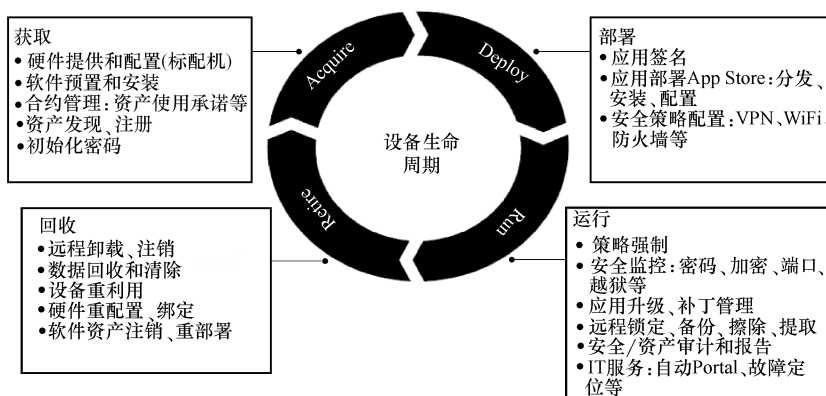 获取
●硬件提供和配置(标配机)
●软件预置和安装
●合约管理:资产使用承诺等
●资产发现、注册
●初始化密码
Acquire
Deploy
部署
●应用签名
●应用部署App Store:分发、
安装、配置
●安全策略配置:VPN、WiFi、
防火墙等
设备生命
周期
Retire
Run
回收
●远程卸载、注销
●数据回收和清除
●设备重利用
●硬件重配置、绑定
●软件资产注销、重部署
运行
●策略强制
●安全监控:密码、加密、端口、
越狱等
●应用升级、补丁管理
●远程锁定、备份、擦除、提取
●安全/资产审计和报告
●IT服务:自动Portal、故障定
位等